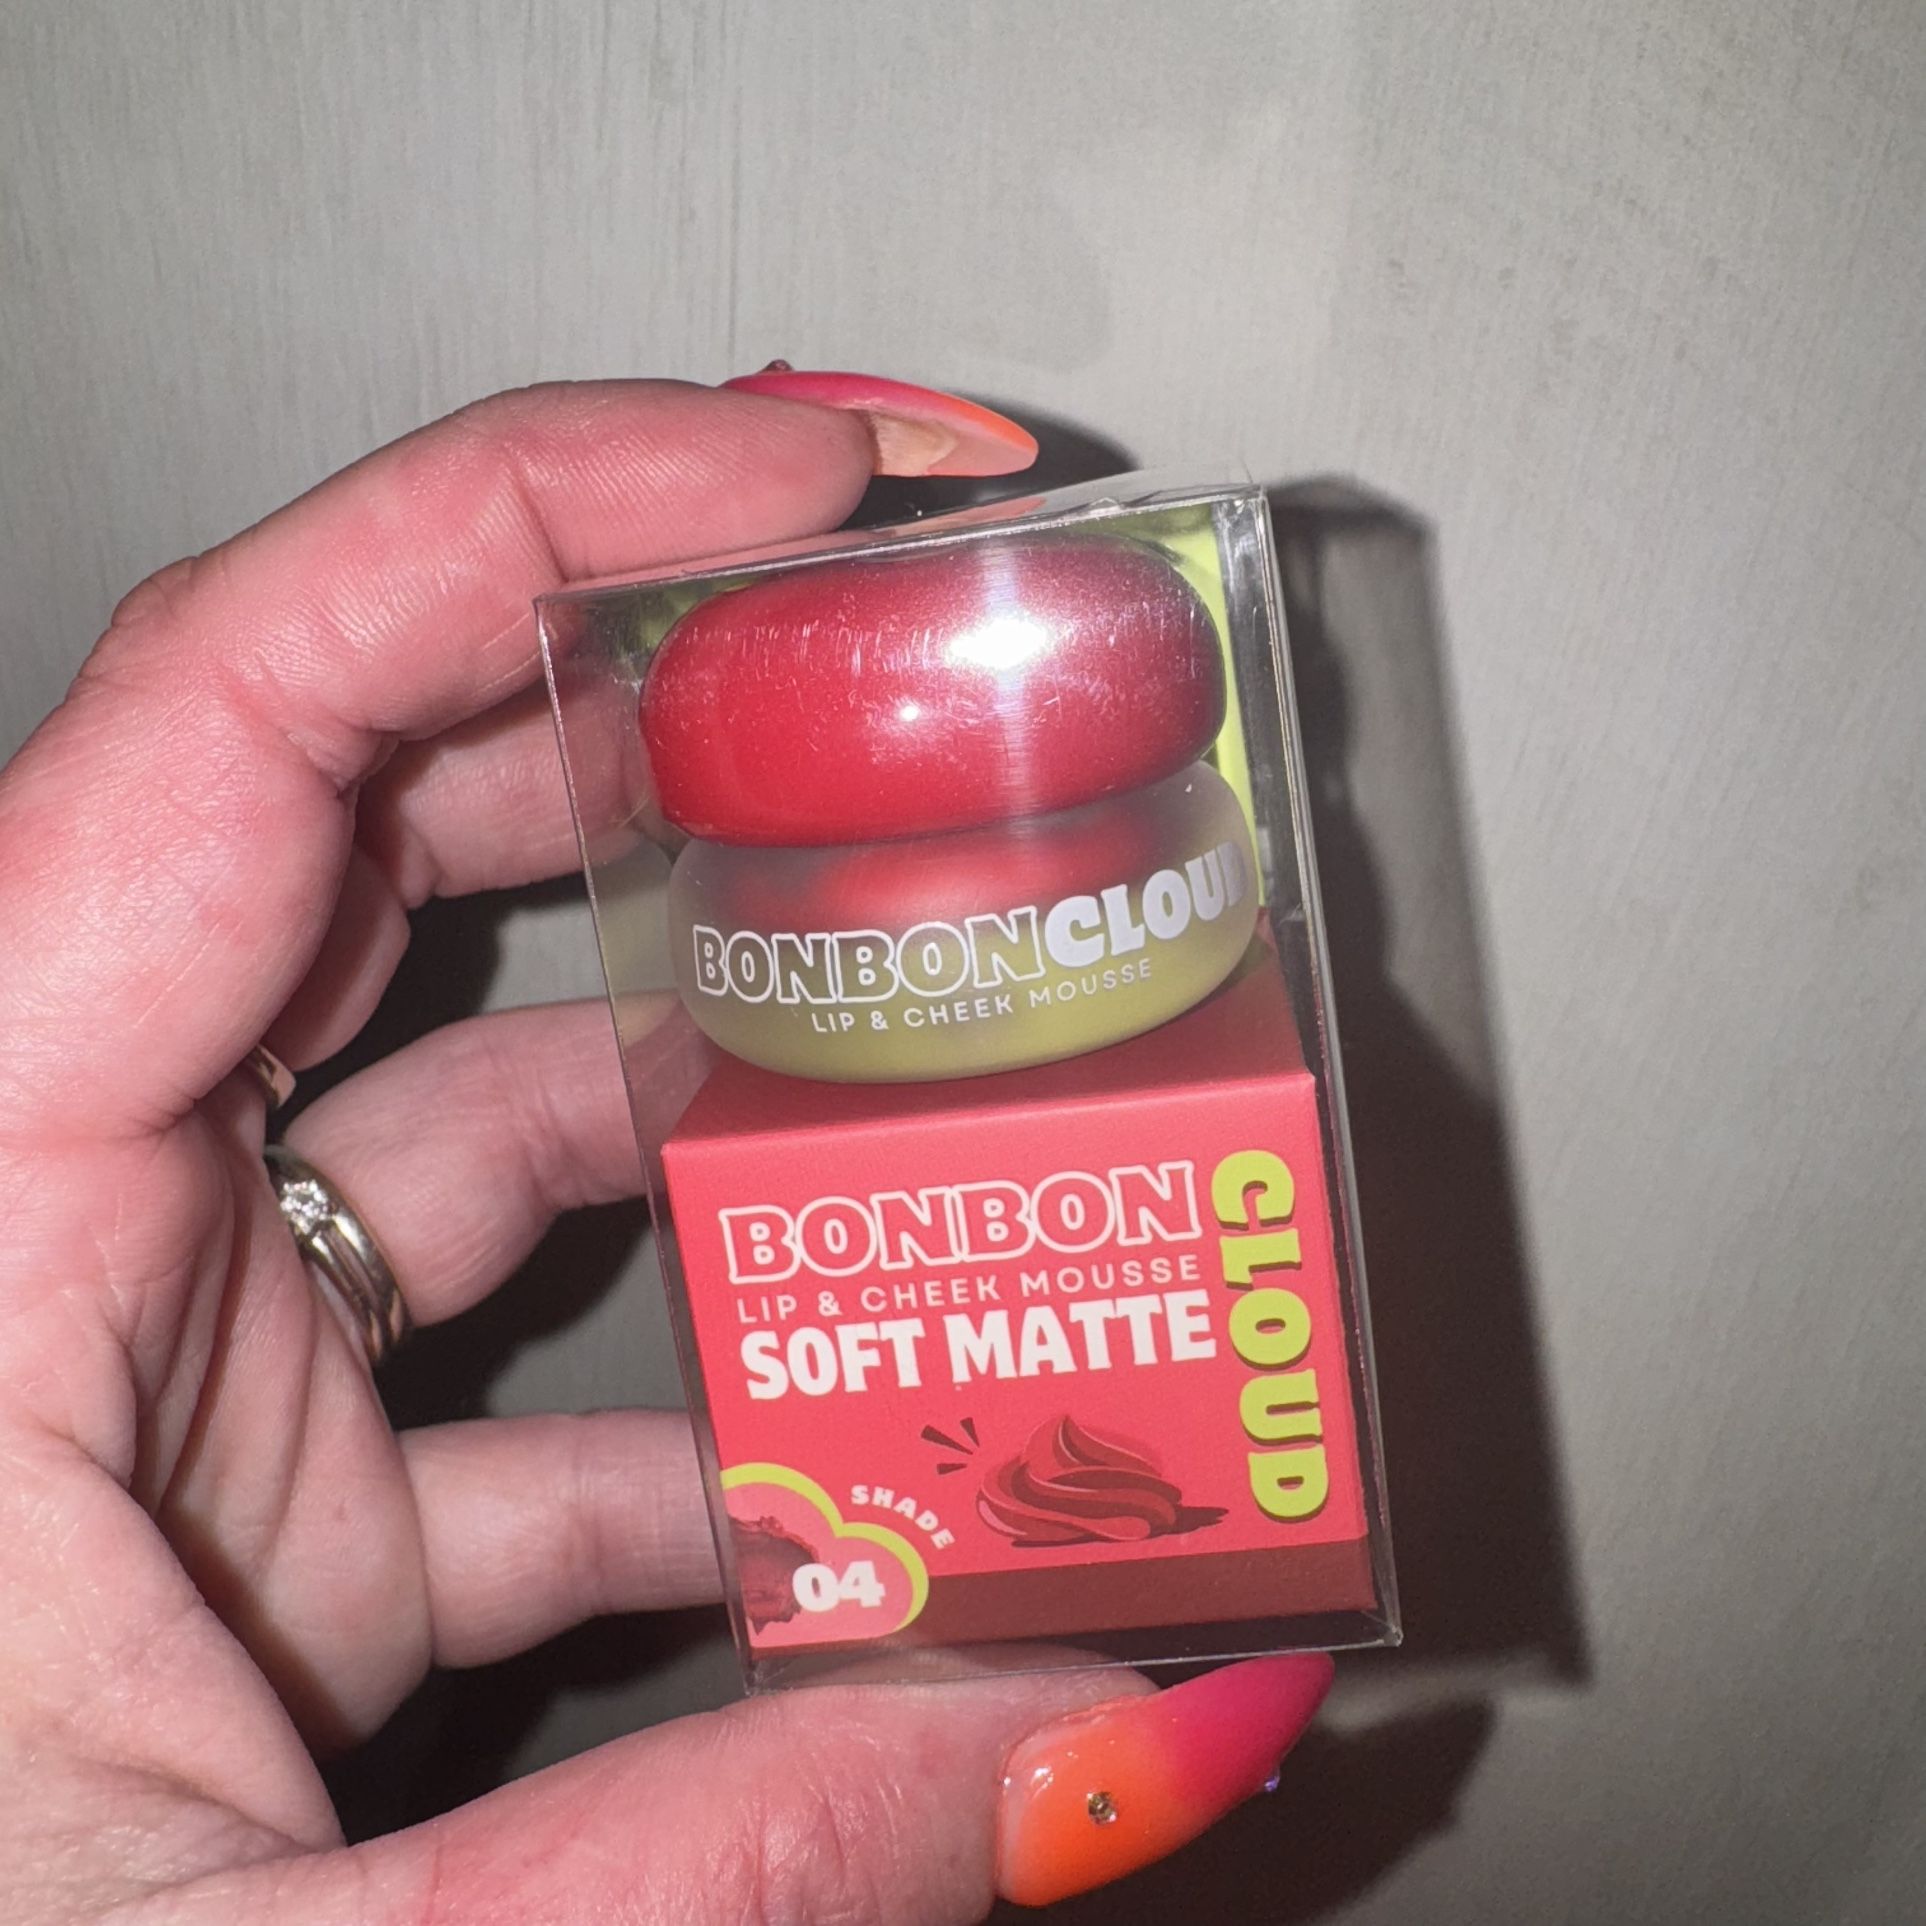 BONBONCLOUD
LIP & CHEEK MOUSSE
BONBON
LIP & CHEEK MOUSSE
SOFT MATTE
CLOUD
SHADE
04